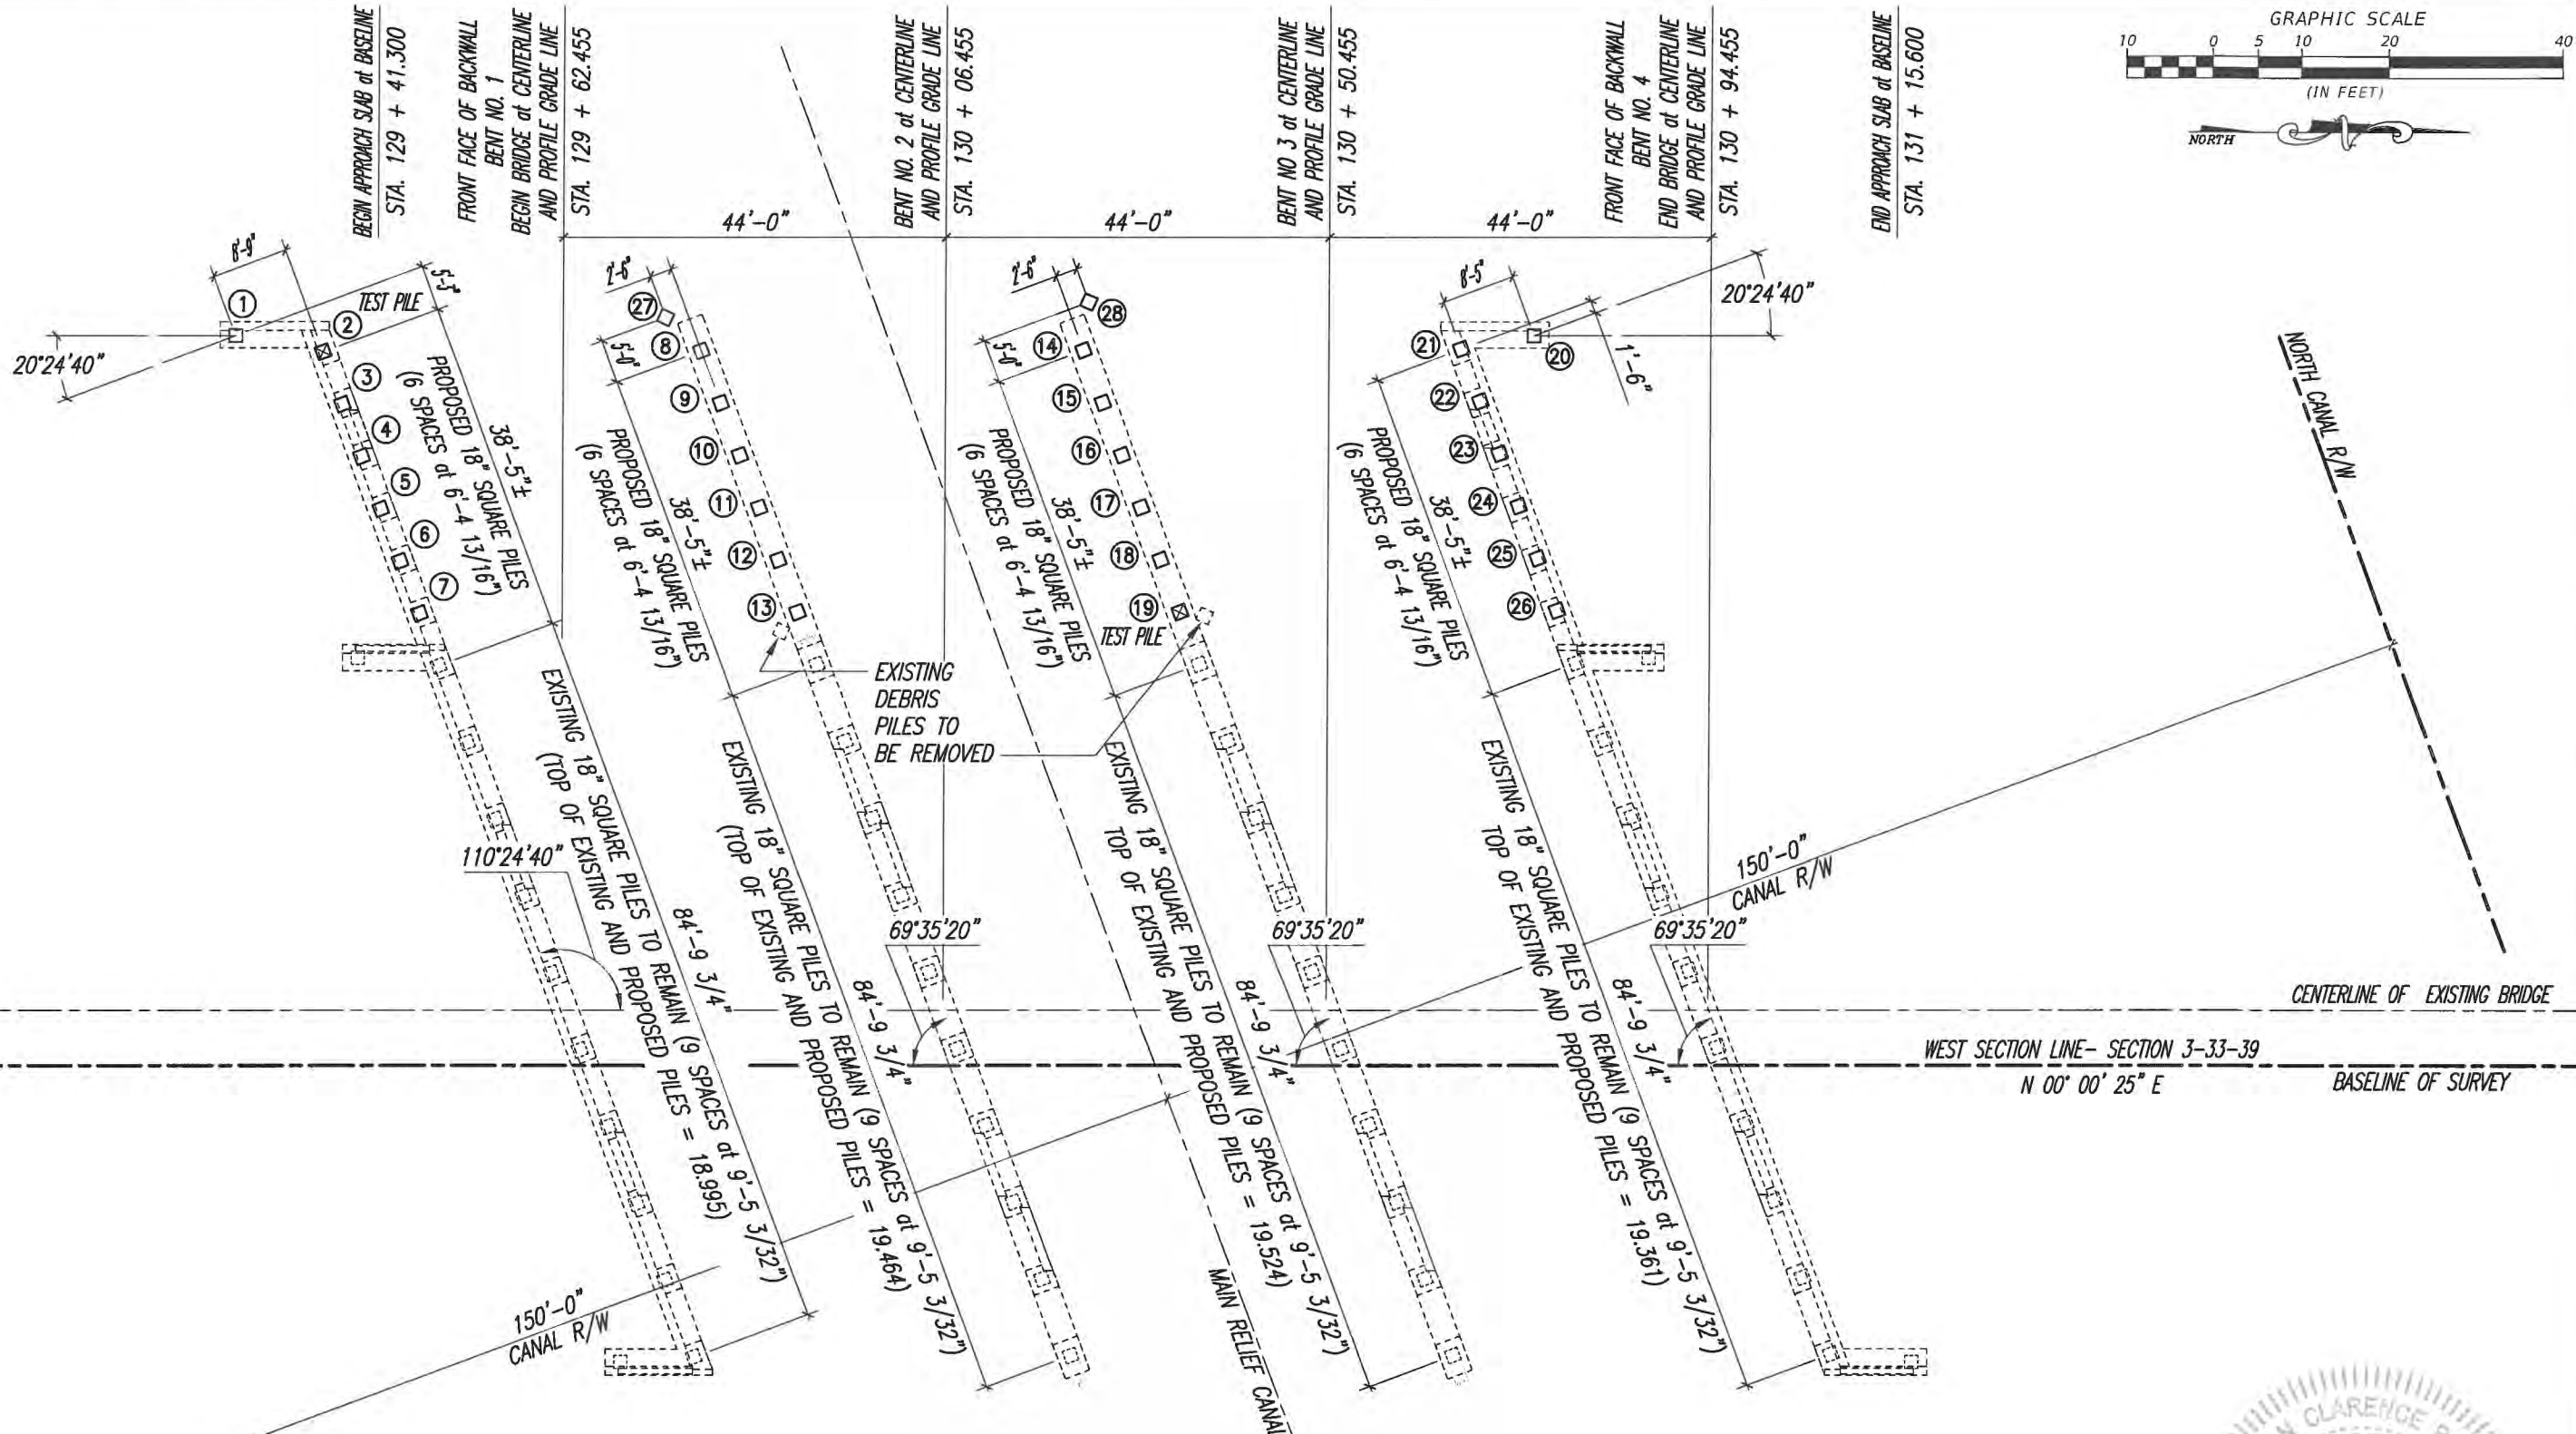 BEGIN APPROACH SLAB at BASELINE
STA. 129 + 41.300
FRONT FACE OF BACKWALL
BENT NO. 1
BEGIN BRIDGE at CENTERLINE
AND PROFILE GRADE LINE
STA. 129 + 62.455
BENT NO. 2 at CENTERLINE
AND PROFILE GRADE LINE
STA. 130 + 06.455
BENT NO 3 at CENTERLINE
AND PROFILE GRADE LINE
STA. 130 + 50.455
FRONT FACE OF BACKWALL
BENT NO. 4
END BRIDGE at CENTERLINE
AND PROFILE GRADE LINE
STA. 130 + 94.455
END APPROACH SLAB at BASELINE
STA. 131 + 15.600
GRAPHIC SCALE
10 0 5 10 20 40
(IN FEET)
NORTH
44'-0"
44'-0"
44'-0"
8'-9"
5'-3"
TEST PILE
20°24'40"
1
2
3
4
5
6
7
38'-5"±
PROPOSED 18" SQUARE PILES
(6 SPACES at 6'-4 13/16")
2'-6"
5'-0"
27
8
9
10
11
12
13
38'-5"±
PROPOSED 18" SQUARE PILES
(6 SPACES at 6'-4 13/16")
2'-6"
5'-0"
28
14
15
16
17
18
19
TEST PILE
38'-5"±
PROPOSED 18" SQUARE PILES
(6 SPACES at 6'-4 13/16")
8'-5"
20°24'40"
1'-6"
21
20
22
23
24
25
26
38'-5"±
PROPOSED 18" SQUARE PILES
(6 SPACES at 6'-4 13/16")
NORTH CANAL R/W
EXISTING
DEBRIS
PILES TO
BE REMOVED
84'-9 3/4"
EXISTING 18" SQUARE PILES TO REMAIN (9 SPACES at 9'-5 3/32")
(TOP OF EXISTING AND PROPOSED PILES = 18.995)
84'-9 3/4"
EXISTING 18" SQUARE PILES TO REMAIN (9 SPACES at 9'-5 3/32")
(TOP OF EXISTING AND PROPOSED PILES = 19.464)
84'-9 3/4"
EXISTING 18" SQUARE PILES TO REMAIN (9 SPACES at 9'-5 3/32")
TOP OF EXISTING AND PROPOSED PILES = 19.524)
84'-9 3/4"
EXISTING 18" SQUARE PILES TO REMAIN (9 SPACES at 9'-5 3/32")
TOP OF EXISTING AND PROPOSED PILES = 19.361)
110°24'40"
69°35'20"
69°35'20"
69°35'20"
150'-0"
CANAL R/W
CENTERLINE OF EXISTING BRIDGE
WEST SECTION LINE- SECTION 3-33-39
N 00° 00' 25" E
BASELINE OF SURVEY
150'-0"
CANAL R/W
MAIN RELIEF CANAL
CLARENCE